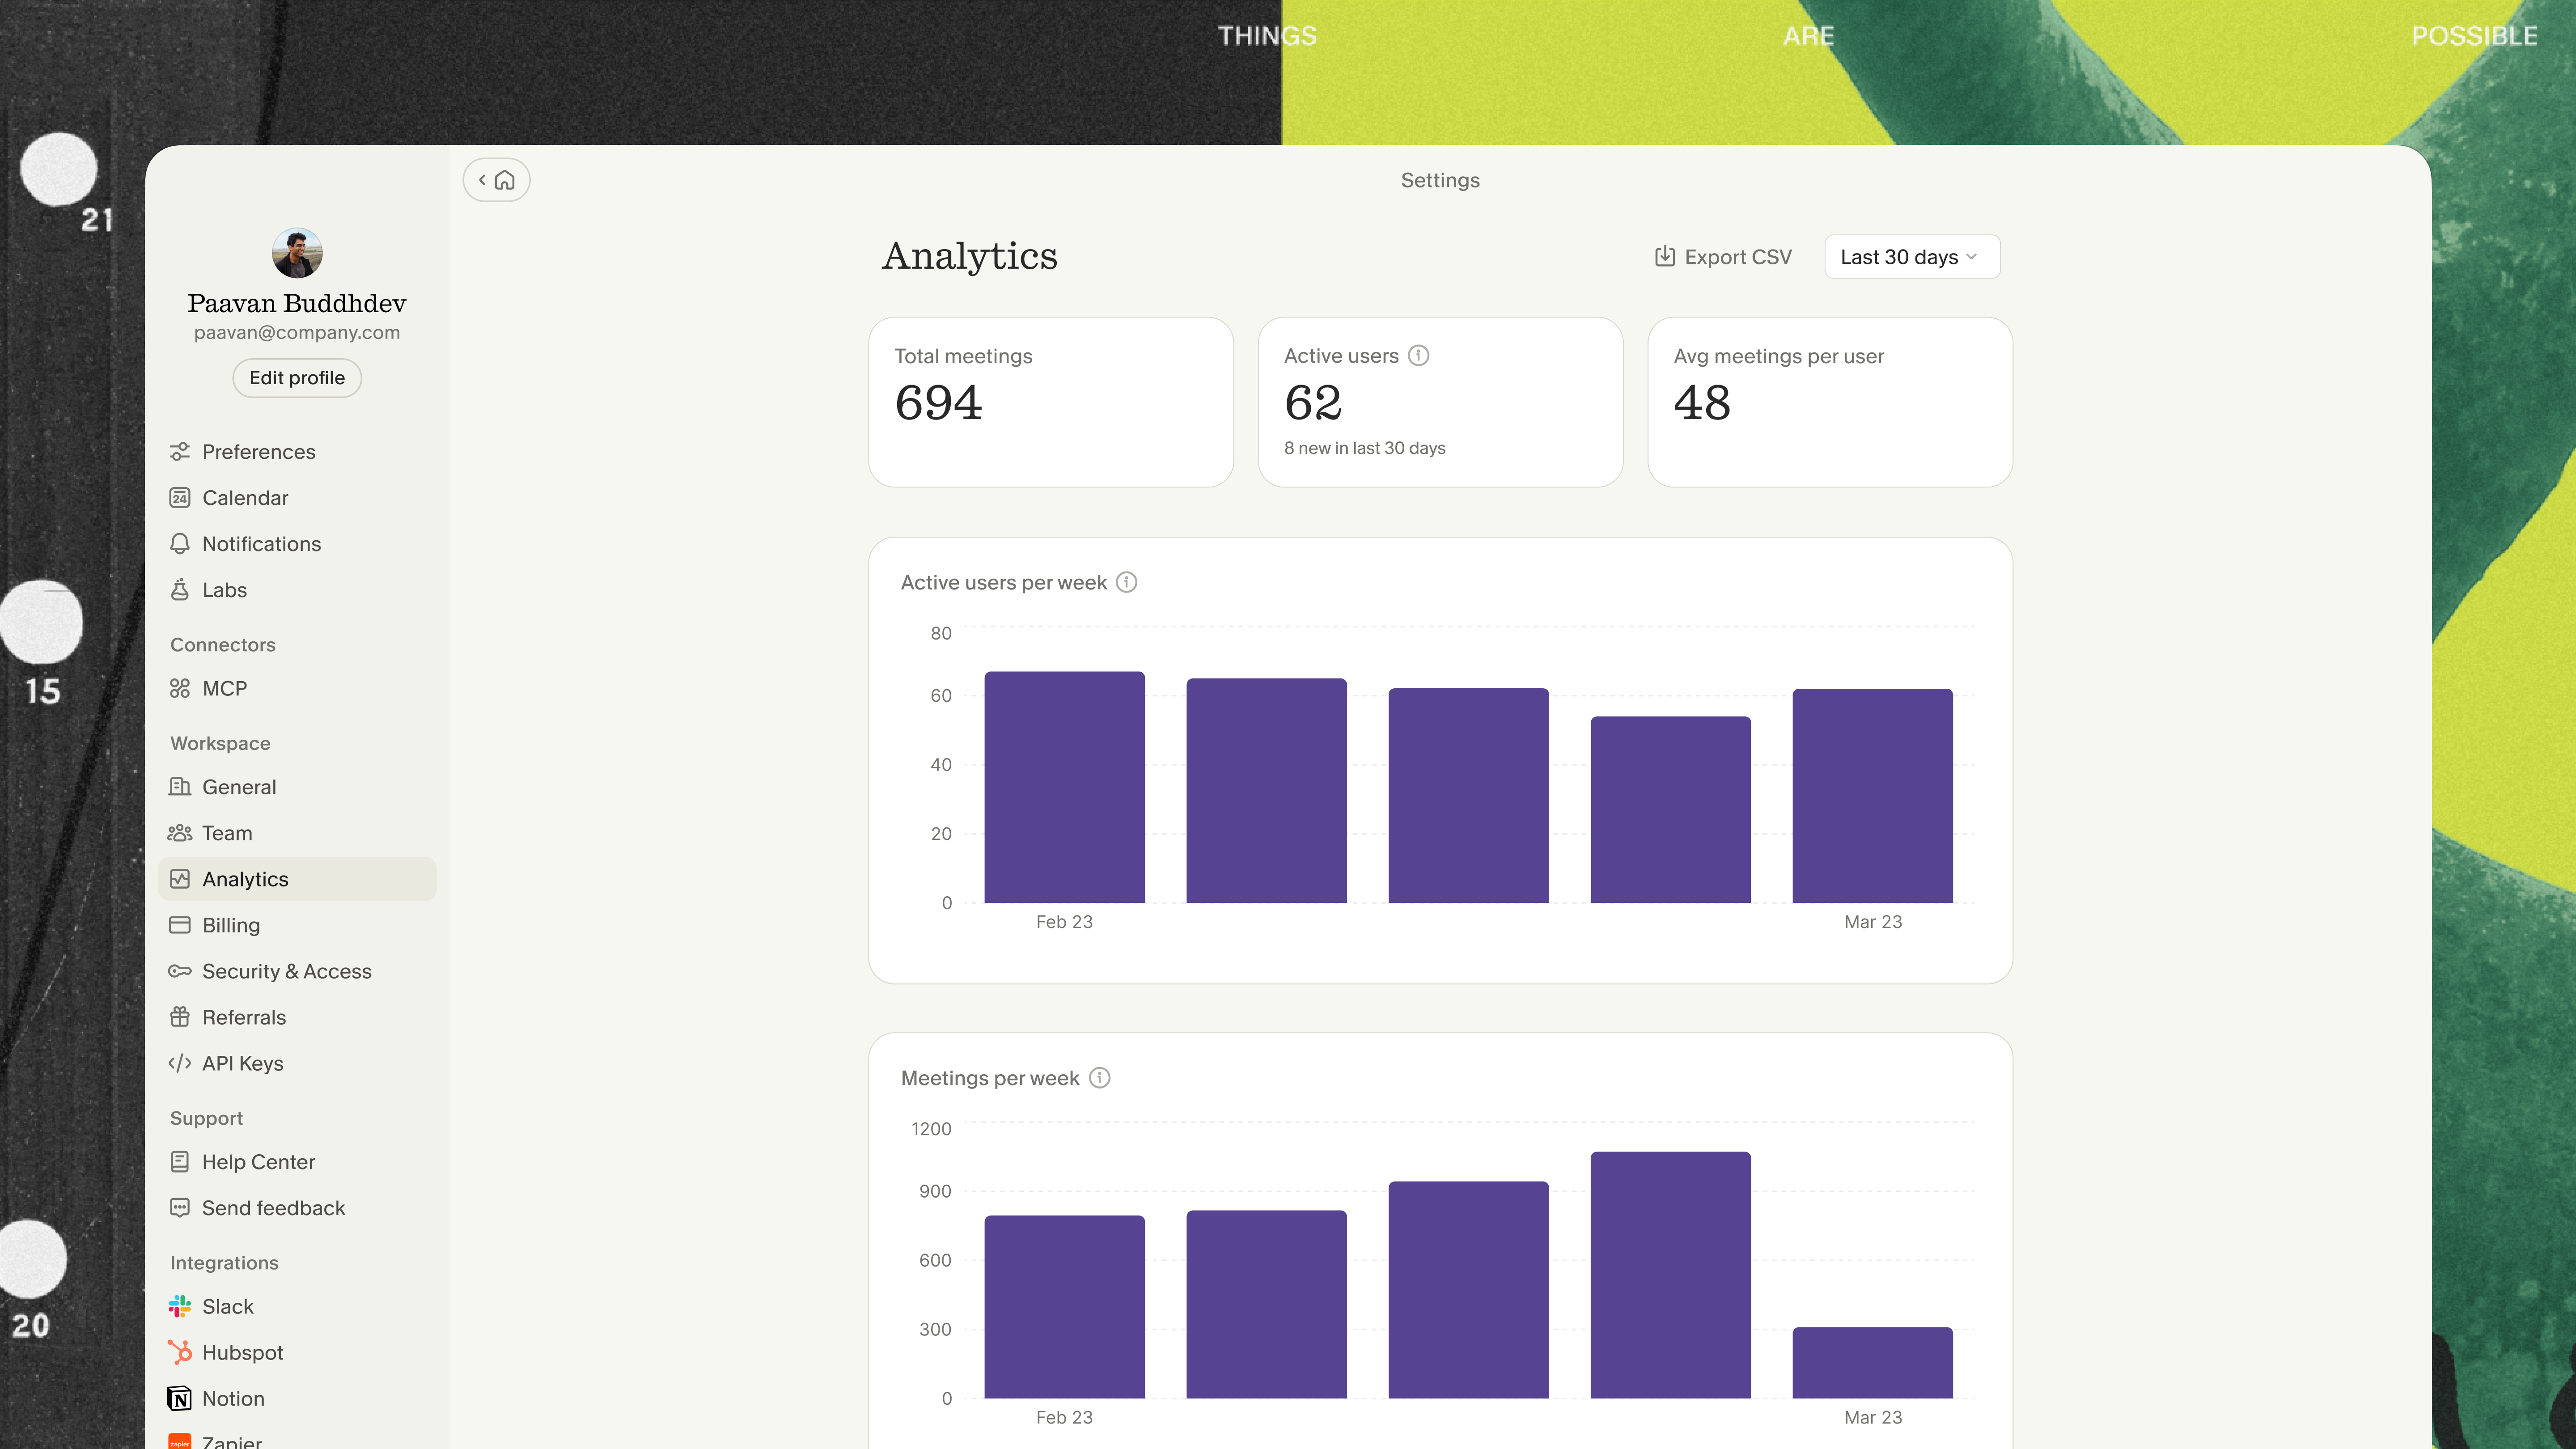 THINGS ARE POSSIBLE
21
15
20
Settings
Paavan Buddhdev
paavan@company.com
Edit profile
Preferences
24
Calendar
Notifications
Labs
Connectors
MCP
Workspace
General
Team
Analytics
Billing
Security & Access
Referrals
API Keys
Support
Help Center
Send feedback
Integrations
Slack
Hubspot
Notion
zapier
Zapier
Analytics
Export CSV
Last 30 days
Total meetings
694
Active users
62
8 new in last 30 days
Avg meetings per user
48
Active users per week
80
60
40
20
0
Feb 23
Mar 23
Meetings per week
1200
900
600
300
0
Feb 23
Mar 23